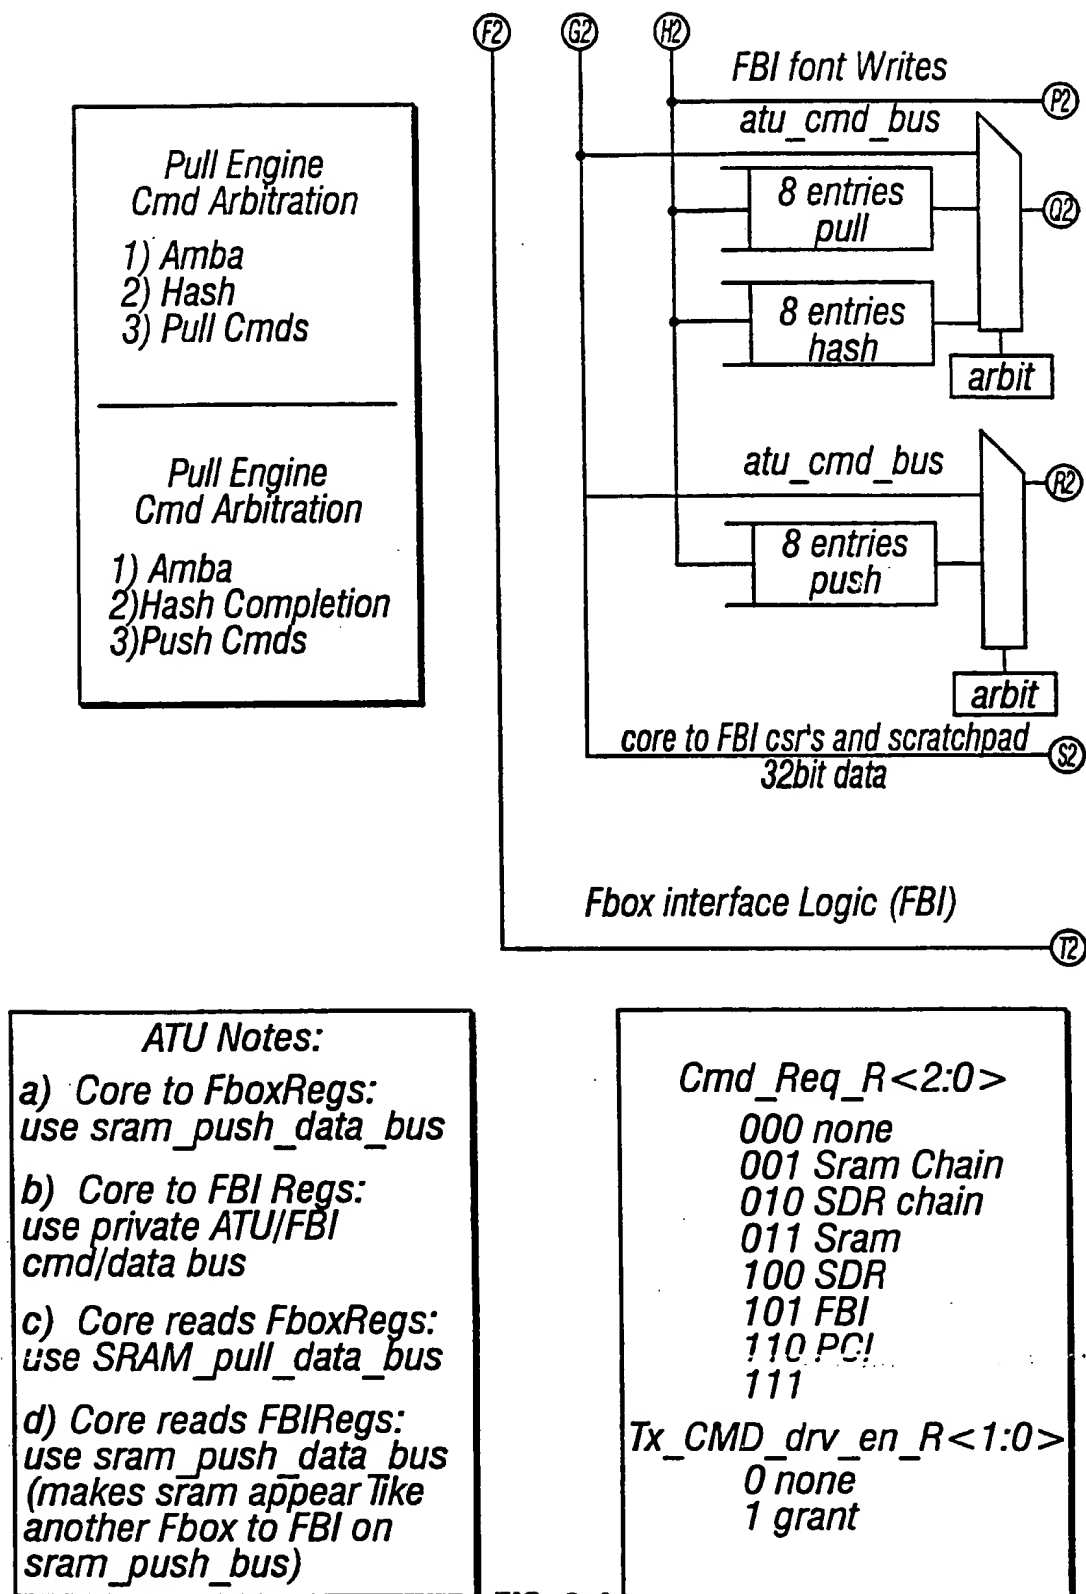 F2 G2 H2
FBI font Writes
P2
atu_cmd_bus
8 entries
pull
Q2
8 entries
hash
arbit
atu_cmd_bus
R2
8 entries
push
arbit
core to FBI csr's and scratchpad
32bit data
S2
Fbox interface Logic (FBI)
T2
Pull Engine
Cmd Arbitration
1) Amba
2) Hash
3) Pull Cmds
Pull Engine
Cmd Arbitration
1) Amba
2)Hash Completion
3)Push Cmds
ATU Notes:
a) Core to FboxRegs:
use sram_push_data_bus
b) Core to FBI Regs:
use private ATU/FBI
cmd/data bus
c) Core reads FboxRegs:
use SRAM_pull_data_bus
d) Core reads FBIRegs:
use sram_push_data_bus
(makes sram appear like
another Fbox to FBI on
sram_push_bus)
Cmd_Req_R<2:0>
000 none
001 Sram Chain
010 SDR chain
011 Sram
100 SDR
101 FBI
110 PCI
111
Tx_CMD_drv_en_R<1:0>
0 none
1 grant